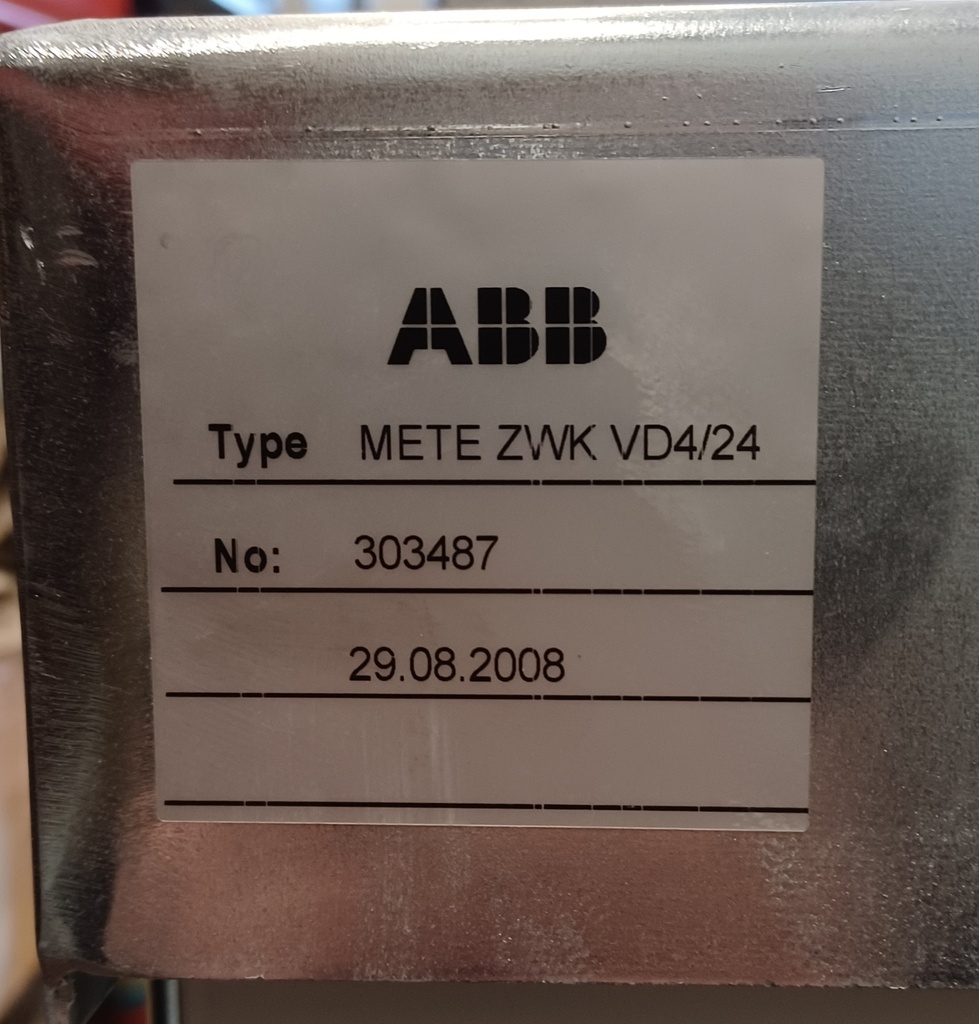 ABB
Type METE ZWK VD4/24
No: 303487
29.08.2008